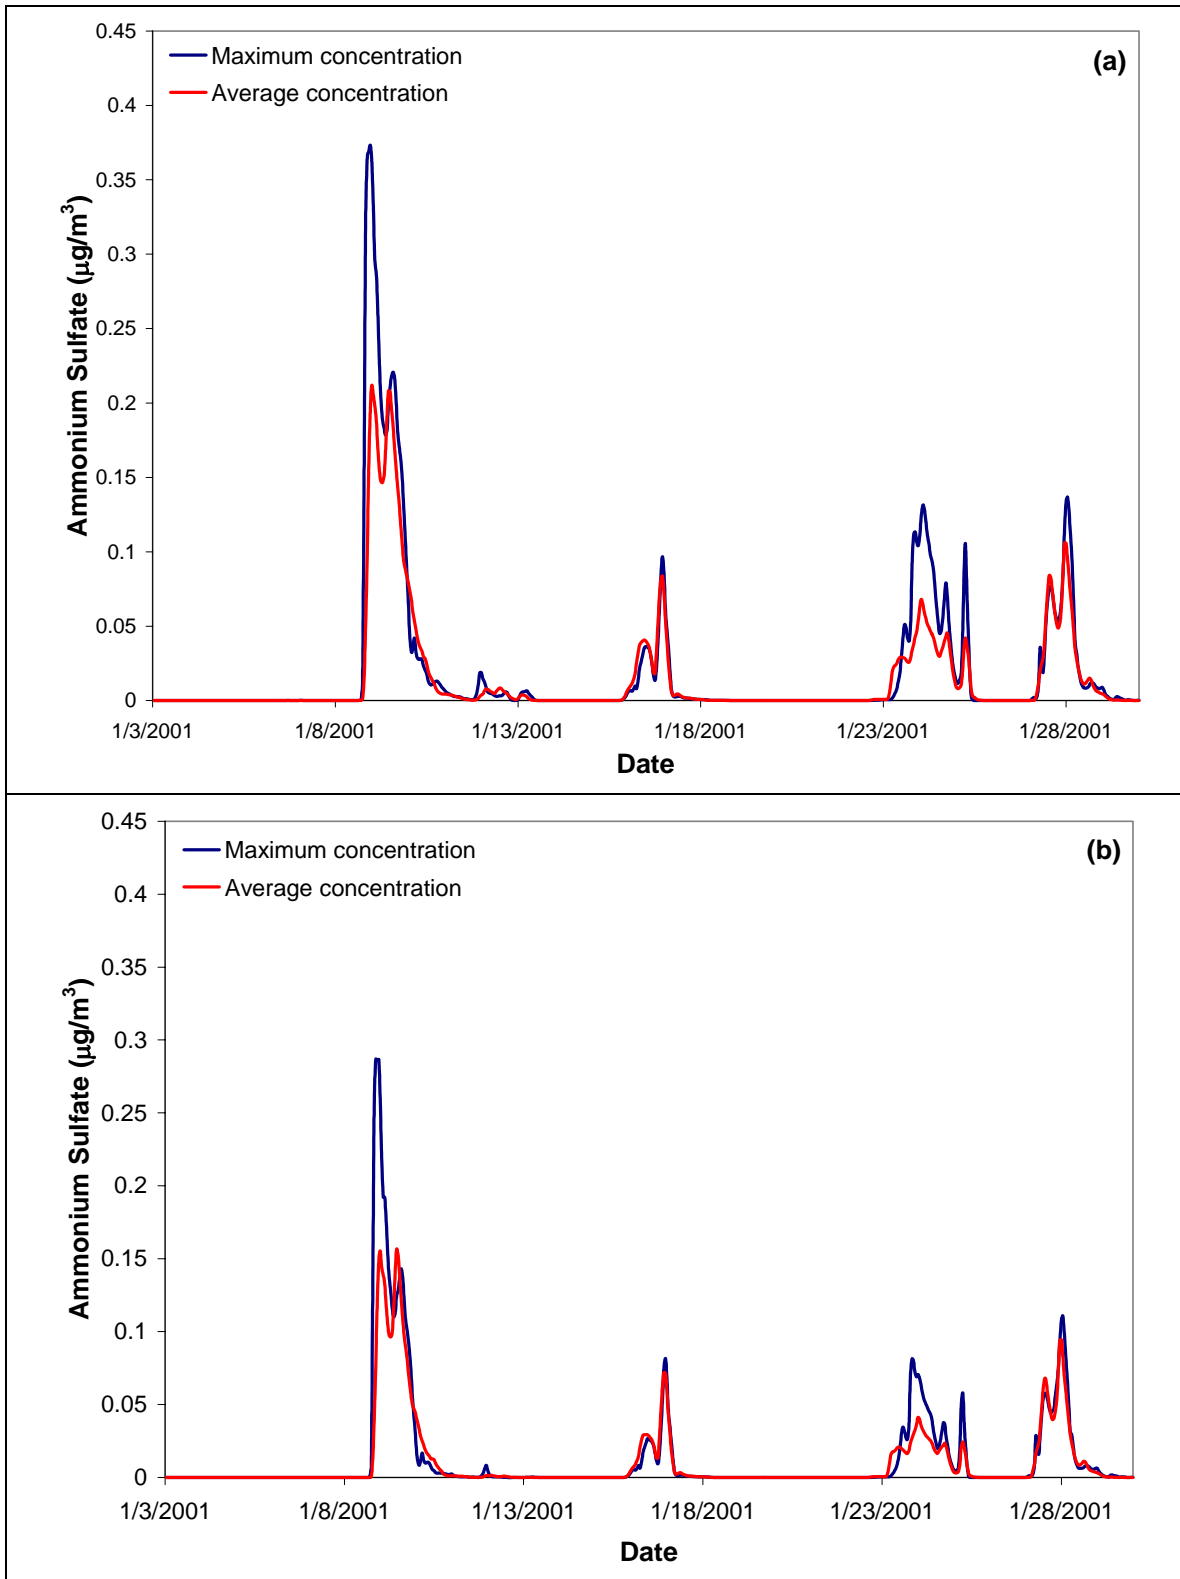 (a)
Maximum concentration
Average concentration
0.45
0.4
0.35
0.3
0.25
0.2
0.15
0.1
0.05
0
Ammonium Sulfate (μg/m³)
1/3/2001 1/8/2001 1/13/2001 1/18/2001 1/23/2001 1/28/2001
Date
(b)
Maximum concentration
Average concentration
0.45
0.4
0.35
0.3
0.25
0.2
0.15
0.1
0.05
0
Ammonium Sulfate (μg/m³)
1/3/2001 1/8/2001 1/13/2001 1/18/2001 1/23/2001 1/28/2001
Date